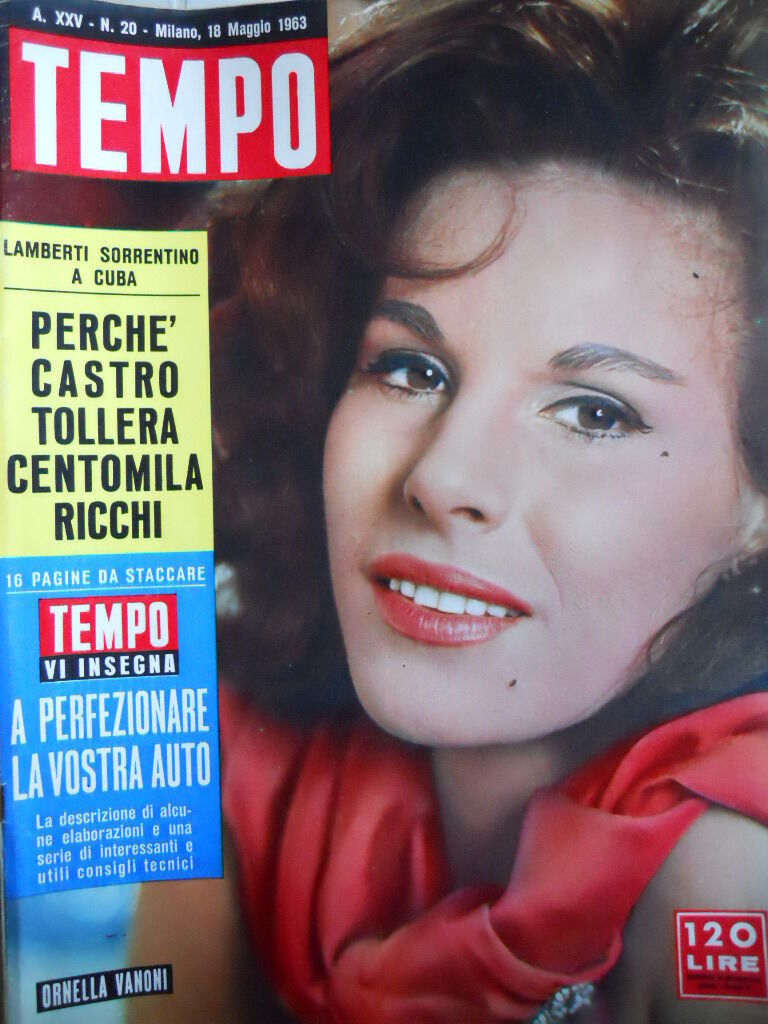 A. XXV - N. 20 - Milano, 18 Maggio 1963
TEMPO
LAMBERTI SORRENTINO
A CUBA
PERCHE'
CASTRO
TOLLERA
CENTOMILA
RICCHI
16 PAGINE DA STACCARE
TEMPO
VI INSEGNA
A PERFEZIONARE
LA VOSTRA AUTO
La descrizione di alcu-
ne elaborazioni e una
serie di interessanti e
utili consigli tecnici
ORNELLA VANONI
120
LIRE